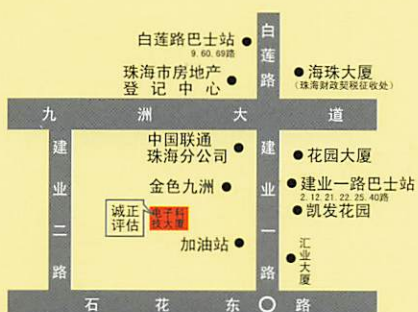 白莲路巴士站
9. 60. 69路
珠海市房地产
登记中心
白莲路
海珠大厦
(珠海财政契税征收处)
九洲大道
建业二路
中国联通
珠海分公司
金色九洲
诚正
评估
电子科
技大厦
加油站
建业一路
花园大厦
建业一路巴士站
2. 12. 21. 22. 25. 40路
凯发花园
汇业大厦
石花东路